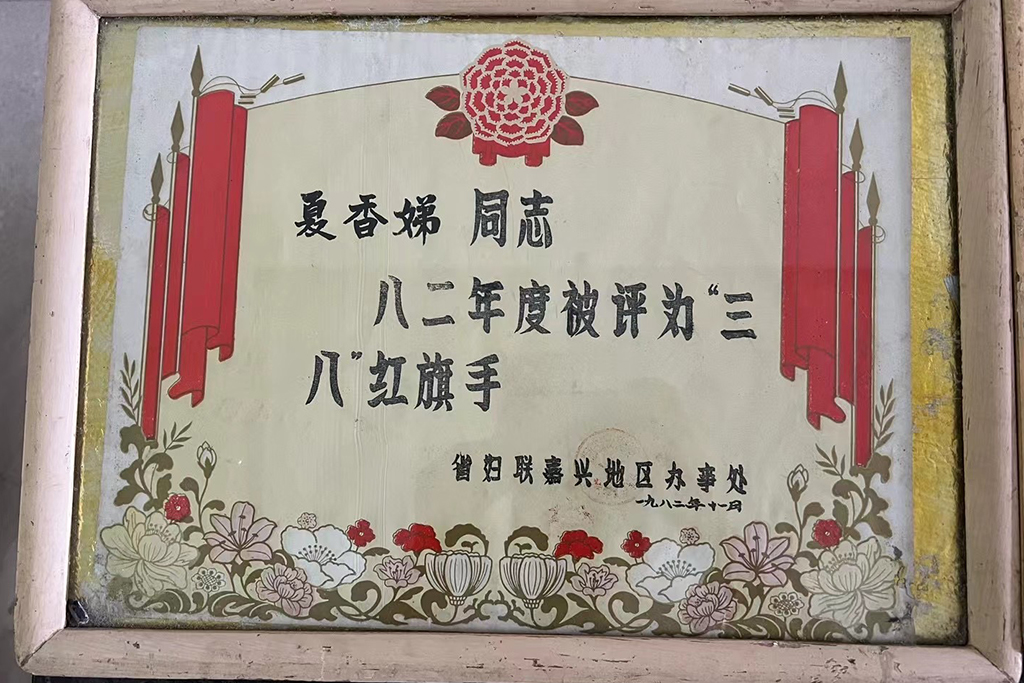 夏香娣 同志
八二年度被评为“三
八”红旗手
省妇联嘉兴地区办事处
一九八二年十一月